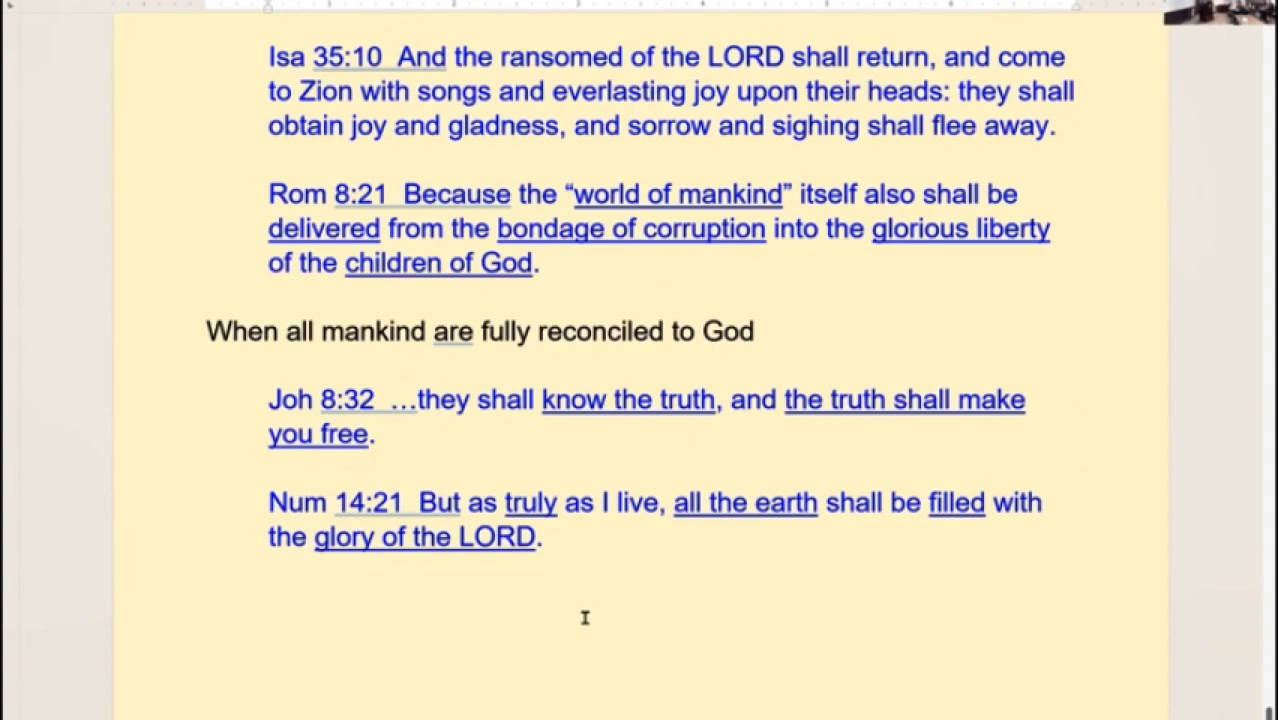 Isa 35:10  And the ransomed of the LORD shall return, and come
to Zion with songs and everlasting joy upon their heads: they shall
obtain joy and gladness, and sorrow and sighing shall flee away.
Rom 8:21  Because the “world of mankind” itself also shall be
delivered from the bondage of corruption into the glorious liberty
of the children of God.
When all mankind are fully reconciled to God
Joh 8:32  …they shall know the truth, and the truth shall make
you free.
Num 14:21  But as truly as I live, all the earth shall be filled with
the glory of the LORD.